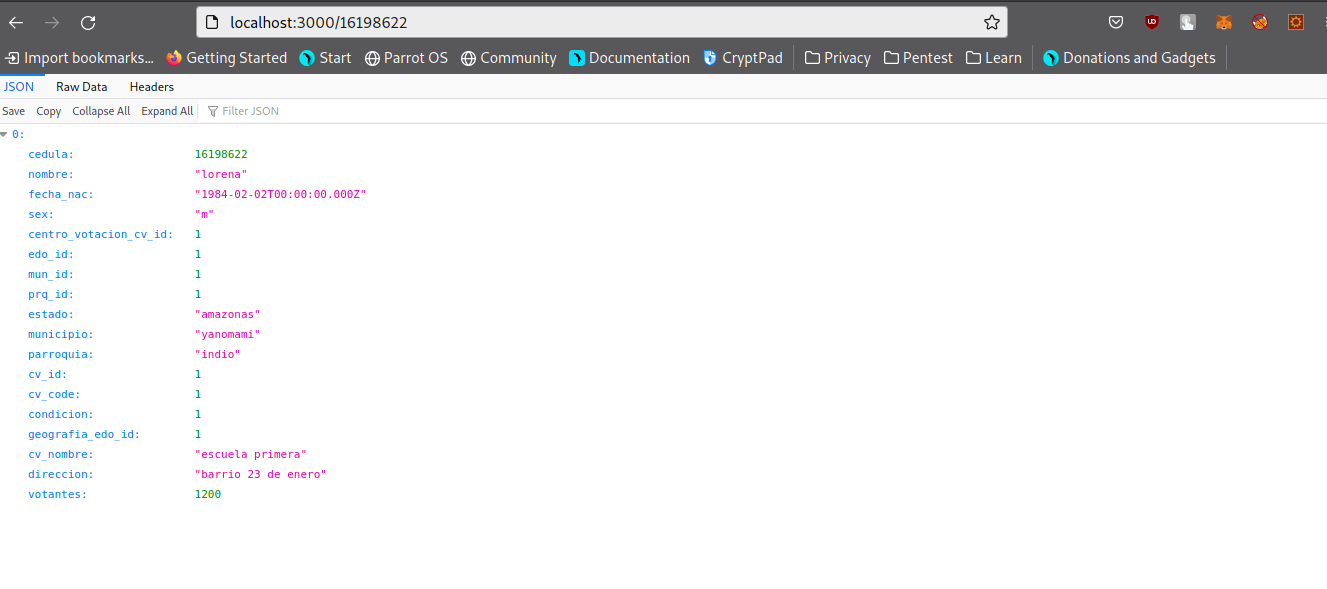 localhost:3000/16198622
Import bookmarks... Getting Started Start Parrot OS Community Documentation CryptPad Privacy Pentest Learn Donations and Gadgets
JSON Raw Data Headers
Save Copy Collapse All Expand All Filter JSON
0:
cedula: 16198622
nombre: "lorena"
fecha_nac: "1984-02-02T00:00:00.000Z"
sex: "m"
centro_votacion_cv_id: 1
edo_id: 1
mun_id: 1
prq_id: 1
estado: "amazonas"
municipio: "yanomami"
parroquia: "indio"
cv_id: 1
cv_code: 1
condicion: 1
geografia_edo_id: 1
cv_nombre: "escuela primera"
direccion: "barrio 23 de enero"
votantes: 1200